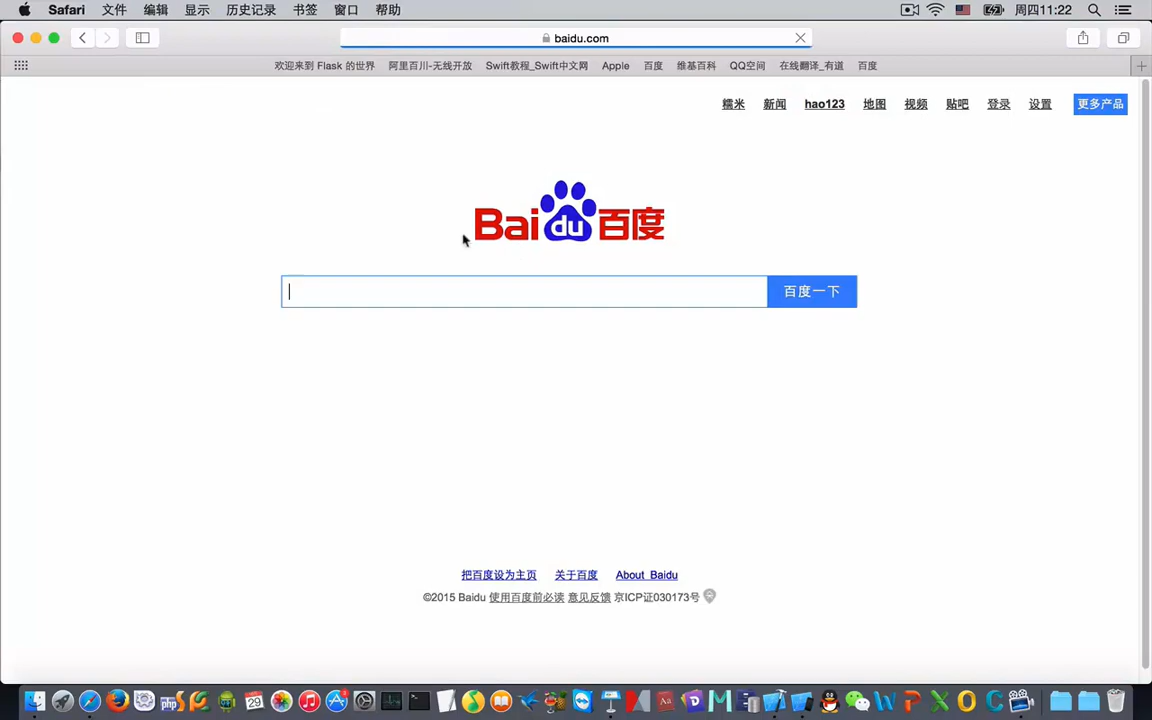 Safari 文件 编辑 显示 历史记录 书签 窗口 帮助 周四11:22
baidu.com
欢迎来到 Flask 的世界 阿里百川-无线开放 Swift教程_Swift中文网 Apple 百度 维基百科 QQ空间 在线翻译_有道 百度
糯米 新闻 hao123 地图 视频 贴吧 登录 设置 更多产品
Bai du 百度
百度一下
把百度设为主页 关于百度 About Baidu
©2015 Baidu 使用百度前必读 意见反馈 京ICP证030173号